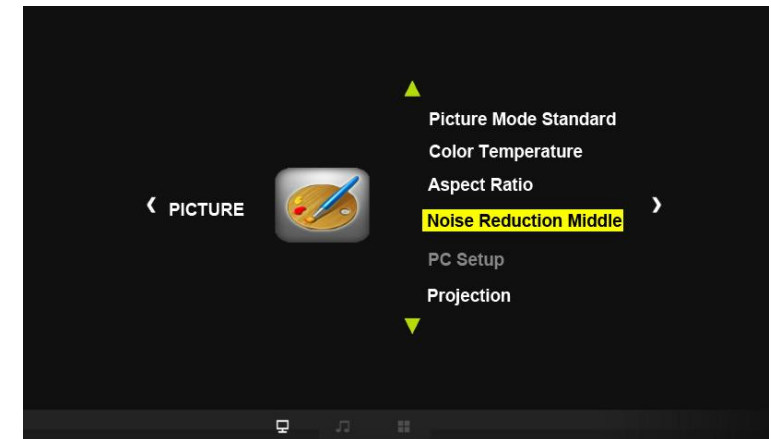 PICTURE
Picture Mode Standard
Color Temperature
Aspect Ratio
Noise Reduction Middle
PC Setup
Projection